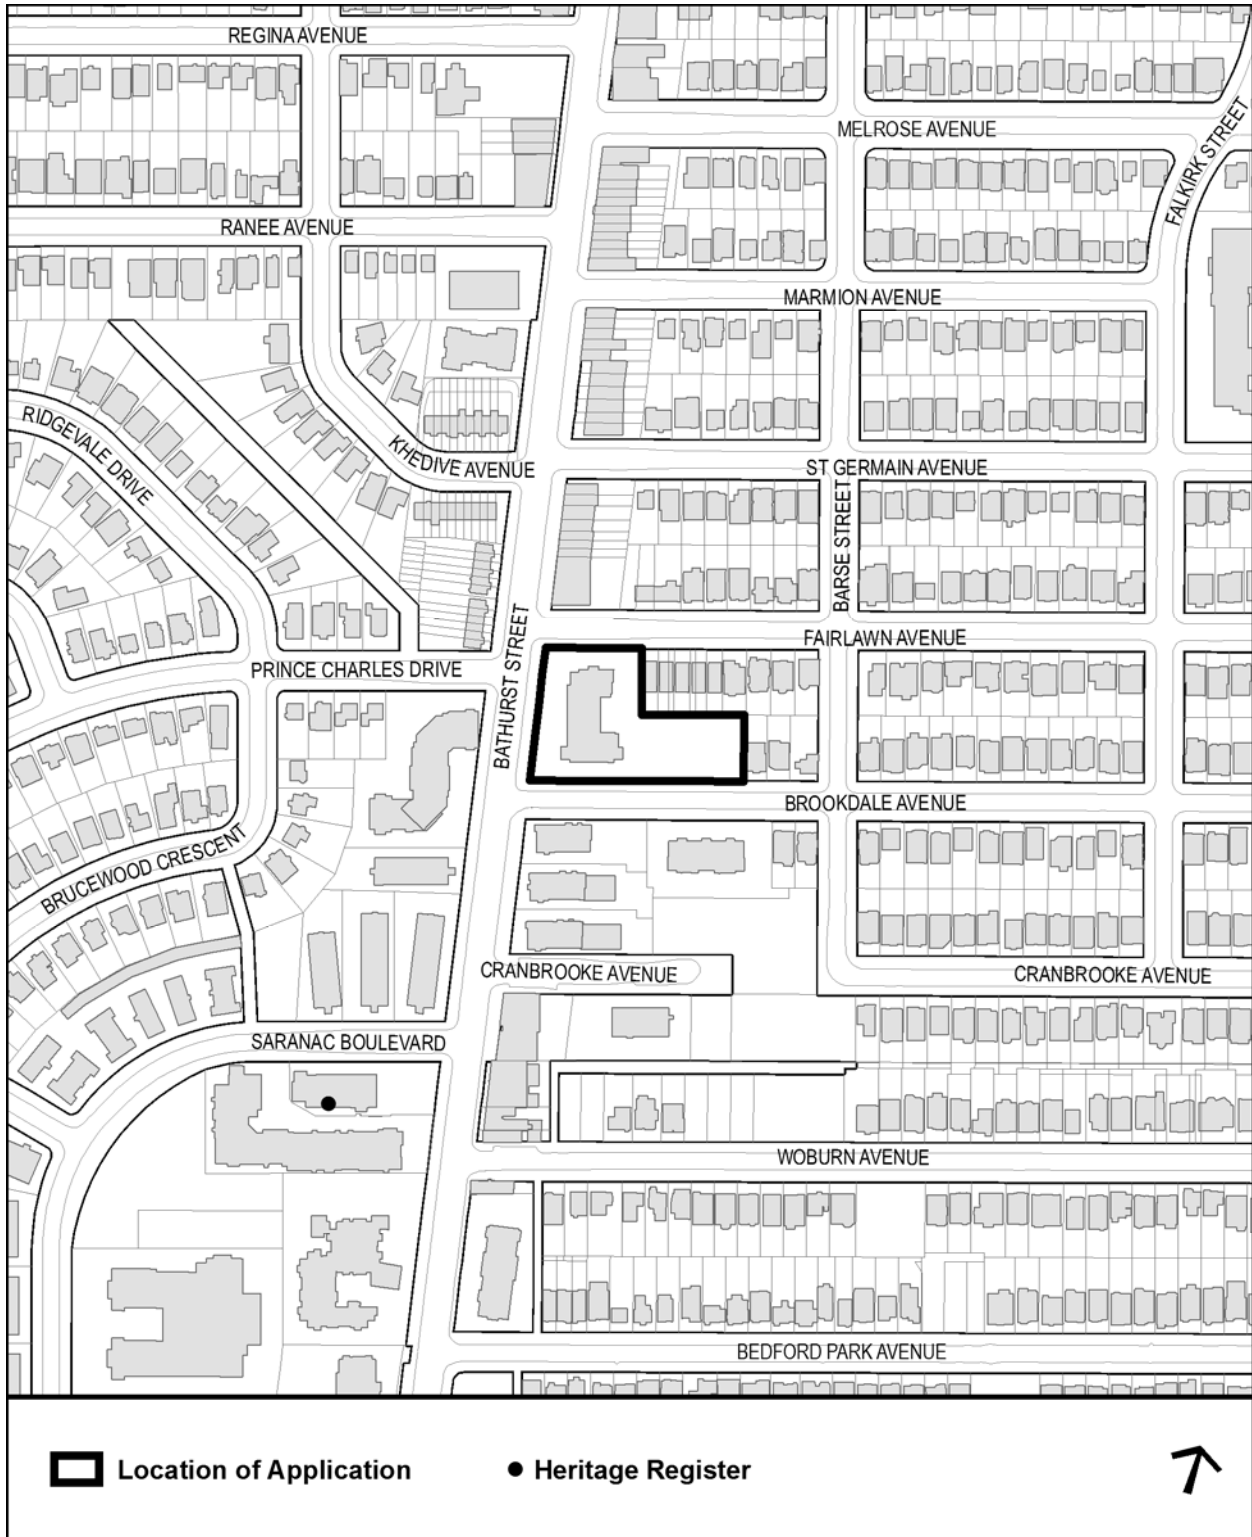 REGINA AVENUE
MELROSE AVENUE
FALKIRK STREET
RANEE AVENUE
MARMION AVENUE
RIDGEVALE DRIVE
KHEDIVE AVENUE
ST GERMAIN AVENUE
BARSE STREET
BATHURST STREET
FAIRLAWN AVENUE
PRINCE CHARLES DRIVE
BROOKDALE AVENUE
BRUCEWOOD CRESCENT
CRANBROOKE AVENUE
CRANBROOKE AVENUE
SARANAC BOULEVARD
WOBURN AVENUE
BEDFORD PARK AVENUE
Location of Application
Heritage Register